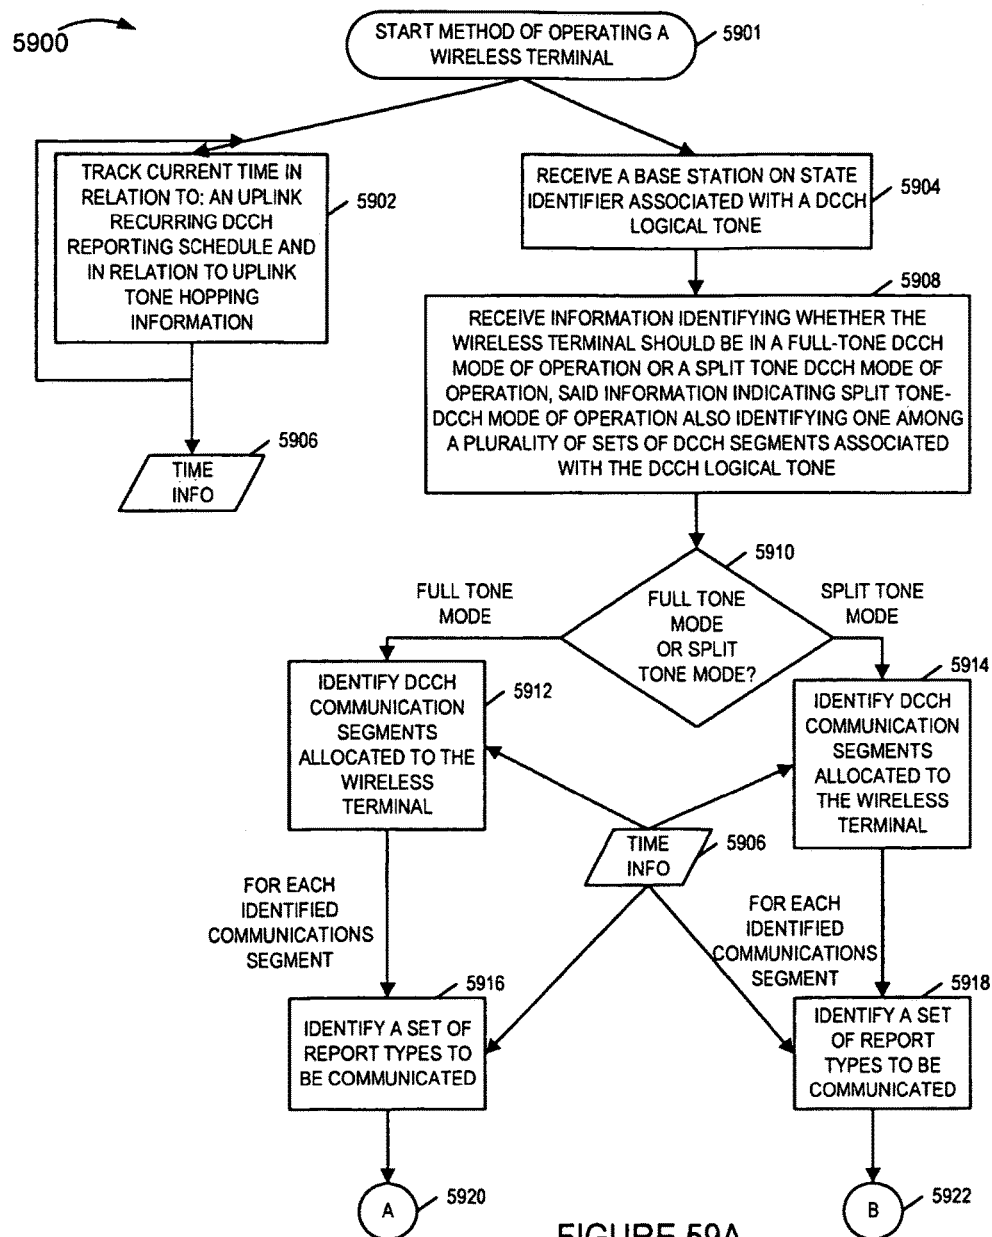 5900
START METHOD OF OPERATING A
WIRELESS TERMINAL
5901
TRACK CURRENT TIME IN
RELATION TO: AN UPLINK
RECURRING DCCH
REPORTING SCHEDULE AND
IN RELATION TO UPLINK
TONE HOPPING
INFORMATION
5902
RECEIVE A BASE STATION ON STATE
IDENTIFIER ASSOCIATED WITH A DCCH
LOGICAL TONE
5904
5906
TIME
INFO
5908
RECEIVE INFORMATION IDENTIFYING WHETHER THE
WIRELESS TERMINAL SHOULD BE IN A FULL-TONE DCCH
MODE OF OPERATION OR A SPLIT TONE DCCH MODE OF
OPERATION, SAID INFORMATION INDICATING SPLIT TONE-
DCCH MODE OF OPERATION ALSO IDENTIFYING ONE AMONG
A PLURALITY OF SETS OF DCCH SEGMENTS ASSOCIATED
WITH THE DCCH LOGICAL TONE
5910
FULL TONE
MODE
OR SPLIT
TONE MODE?
FULL TONE
MODE
SPLIT TONE
MODE
IDENTIFY DCCH
COMMUNICATION
SEGMENTS
ALLOCATED TO THE
WIRELESS
TERMINAL
5912
5914
IDENTIFY DCCH
COMMUNICATION
SEGMENTS
ALLOCATED TO
THE WIRELESS
TERMINAL
TIME
INFO
5906
FOR EACH
IDENTIFIED
COMMUNICATIONS
SEGMENT
FOR EACH
IDENTIFIED
COMMUNICATIONS
SEGMENT
5916
IDENTIFY A SET OF
REPORT TYPES TO
BE COMMUNICATED
5918
IDENTIFY A SET
OF REPORT
TYPES TO BE
COMMUNICATED
A
5920
B
5922
FIGURE 59A